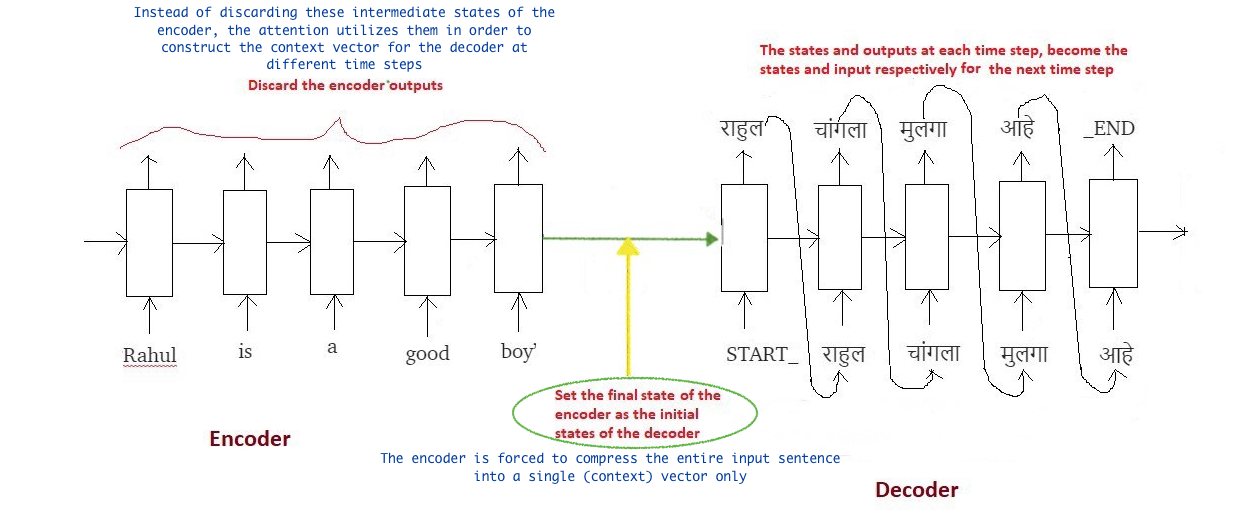 Instead of discarding these intermediate states of the
encoder, the attention utilizes them in order to
construct the context vector for the decoder at
different time steps
Discard the encoder outputs
The states and outputs at each time step, become the
states and input respectively for the next time step
राहुल चांगला मुलगा आहे _END
Rahul is a good boy'
START_ राहुल चांगला मुलगा आहे
Set the final state of the
encoder as the initial
states of the decoder
Encoder
The encoder is forced to compress the entire input sentence
into a single (context) vector only
Decoder